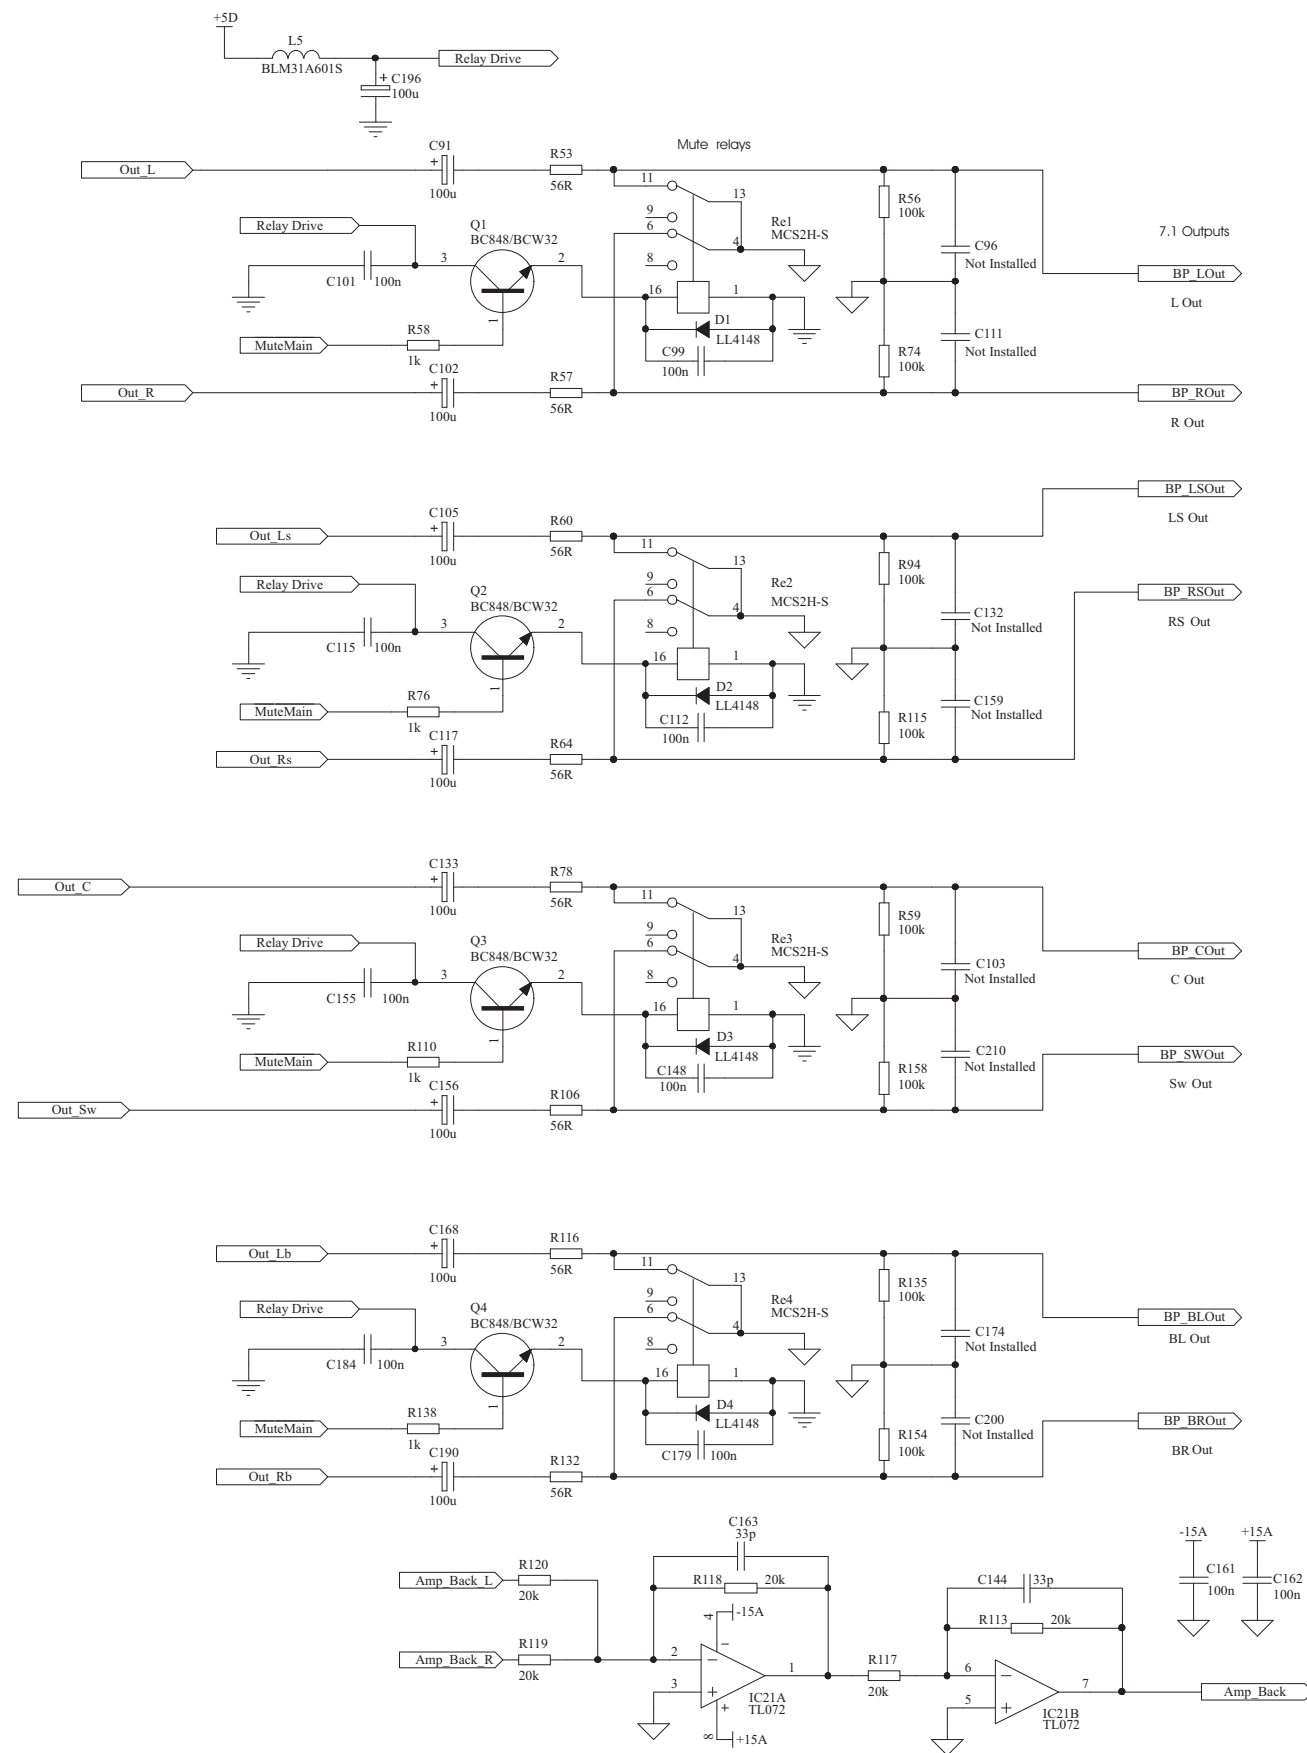 +5D
L5
BLM31A601S
Relay Drive
+ C196
100u
Mute relays
Out_L
C91
+
100u
R53
56R
11
13
9
6
4
8
Re1
MCS2H-S
R56
100k
C96
Not Installed
7.1 Outputs
BP_LOut
L Out
Relay Drive
C101
100n
Q1
BC848/BCW32
3
2
1
16
1
D1
LL4148
C99
100n
MuteMain
R58
1k
C111
Not Installed
R74
100k
Out_R
C102
+
100u
R57
56R
BP_ROut
R Out
BP_LSOut
LS Out
Out_Ls
C105
+
100u
R60
56R
11
13
9
6
4
8
Re2
MCS2H-S
R94
100k
C132
Not Installed
BP_RSOut
RS Out
Relay Drive
C115
100n
Q2
BC848/BCW32
3
2
1
16
1
D2
LL4148
C112
100n
MuteMain
R76
1k
C159
Not Installed
R115
100k
Out_Rs
C117
+
100u
R64
56R
Out_C
C133
+
100u
R78
56R
11
13
9
6
4
8
Re3
MCS2H-S
R59
100k
C103
Not Installed
BP_COut
C Out
Relay Drive
C155
100n
Q3
BC848/BCW32
3
2
1
16
1
D3
LL4148
C148
100n
MuteMain
R110
1k
C210
Not Installed
R158
100k
BP_SWOut
Sw Out
Out_Sw
C156
+
100u
R106
56R
Out_Lb
C168
+
100u
R116
56R
11
13
9
6
4
8
Re4
MCS2H-S
R135
100k
C174
Not Installed
BP_BLOut
BL Out
Relay Drive
C184
100n
Q4
BC848/BCW32
3
2
1
16
1
D4
LL4148
C179
100n
MuteMain
R138
1k
C200
Not Installed
R154
100k
BP_BROut
BR Out
Out_Rb
C190
+
100u
R132
56R
C163
33p
R118
20k
Amp_Back_L
R120
20k
Amp_Back_R
R119
20k
4
-15A
2
3
1
8
+15A
IC21A
TL072
R117
20k
C144
33p
R113
20k
6
5
7
IC21B
TL072
Amp_Back
-15A
C161
100n
+15A
C162
100n